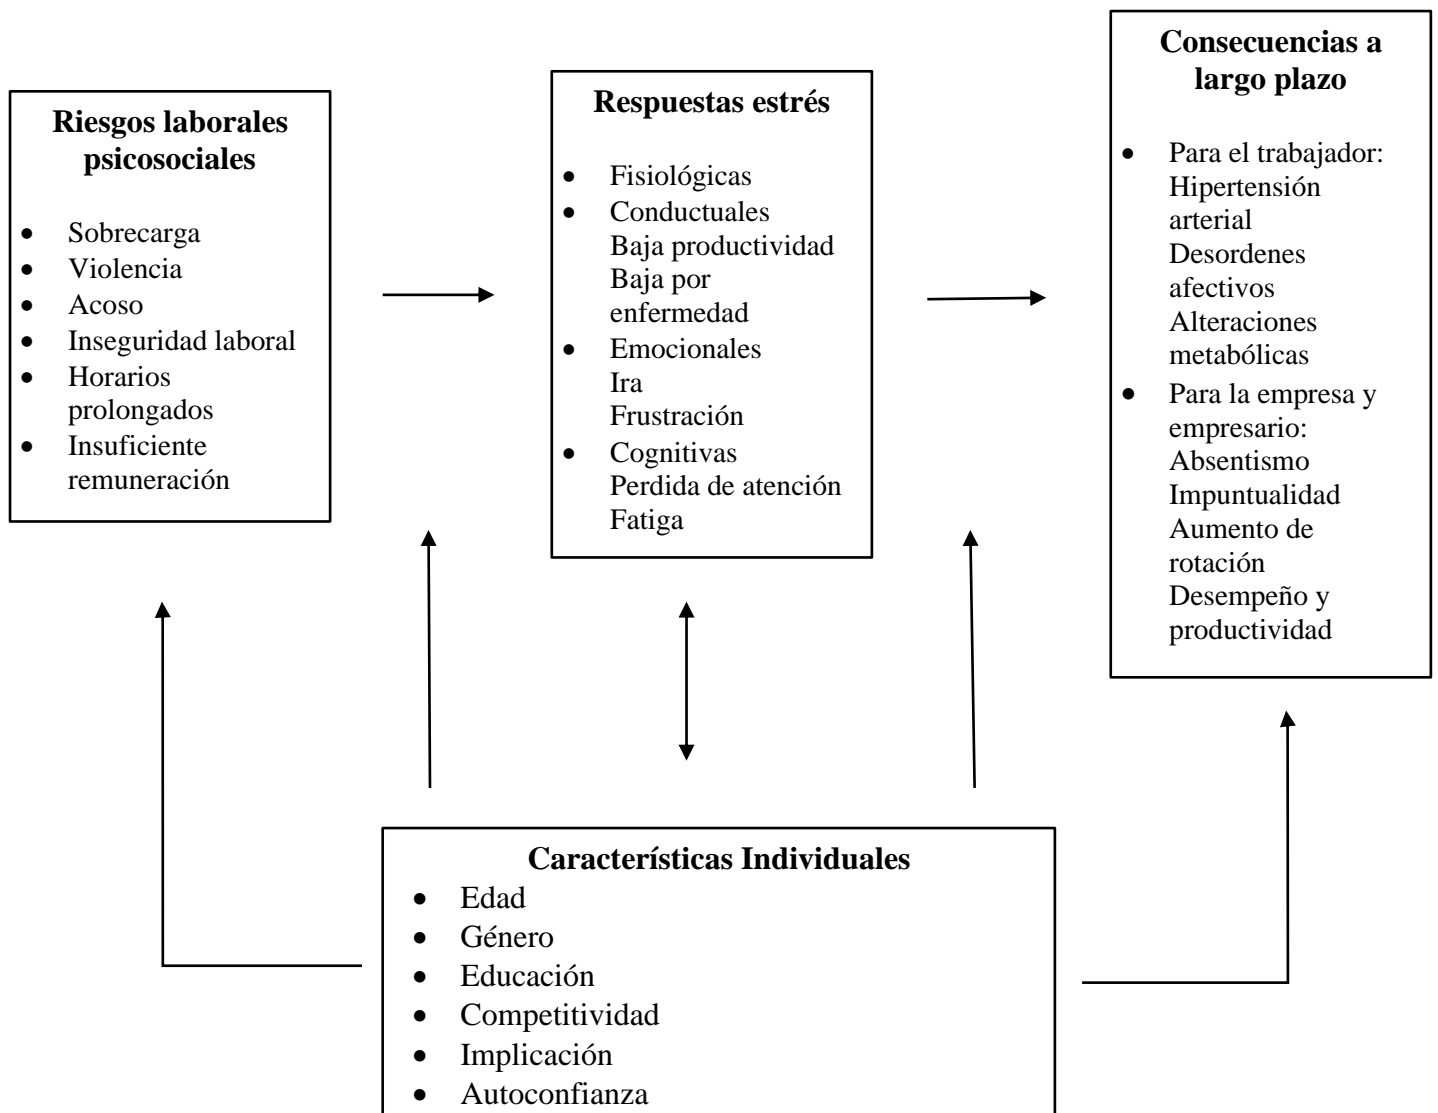 Riesgos laborales
psicosociales
• Sobrecarga
• Violencia
• Acoso
• Inseguridad laboral
• Horarios
prolongados
• Insuficiente
remuneración
Respuestas estrés
• Fisiológicas
• Conductuales
Baja productividad
Baja por
enfermedad
• Emocionales
Ira
Frustración
• Cognitivas
Perdida de atención
Fatiga
Consecuencias a
largo plazo
• Para el trabajador:
Hipertensión
arterial
Desordenes
afectivos
Alteraciones
metabólicas
• Para la empresa y
empresario:
Absentismo
Impuntualidad
Aumento de
rotación
Desempeño y
productividad
Características Individuales
• Edad
• Género
• Educación
• Competitividad
• Implicación
• Autoconfianza